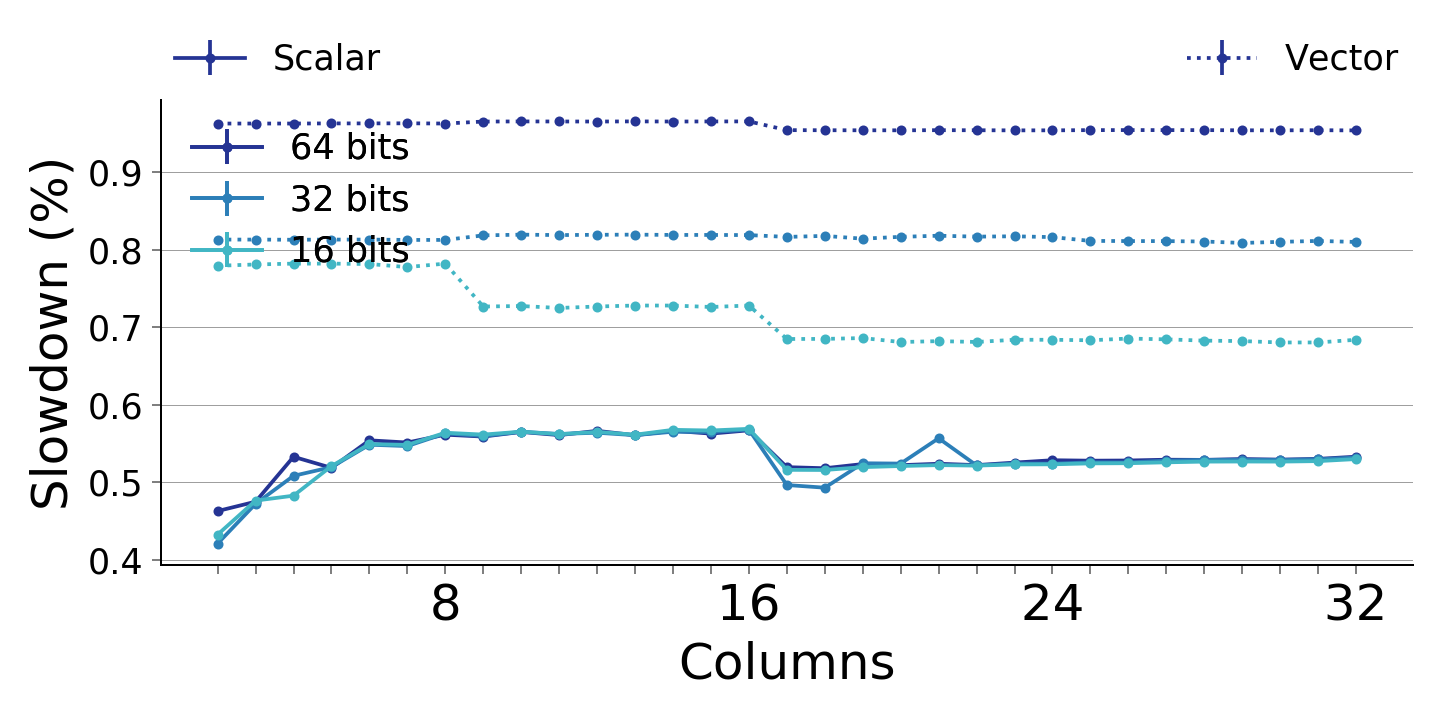 Scalar
Vector
64 bits
32 bits
16 bits
Slowdown (%)
0.9
0.8
0.7
0.6
0.5
0.4
8 16 24 32
Columns